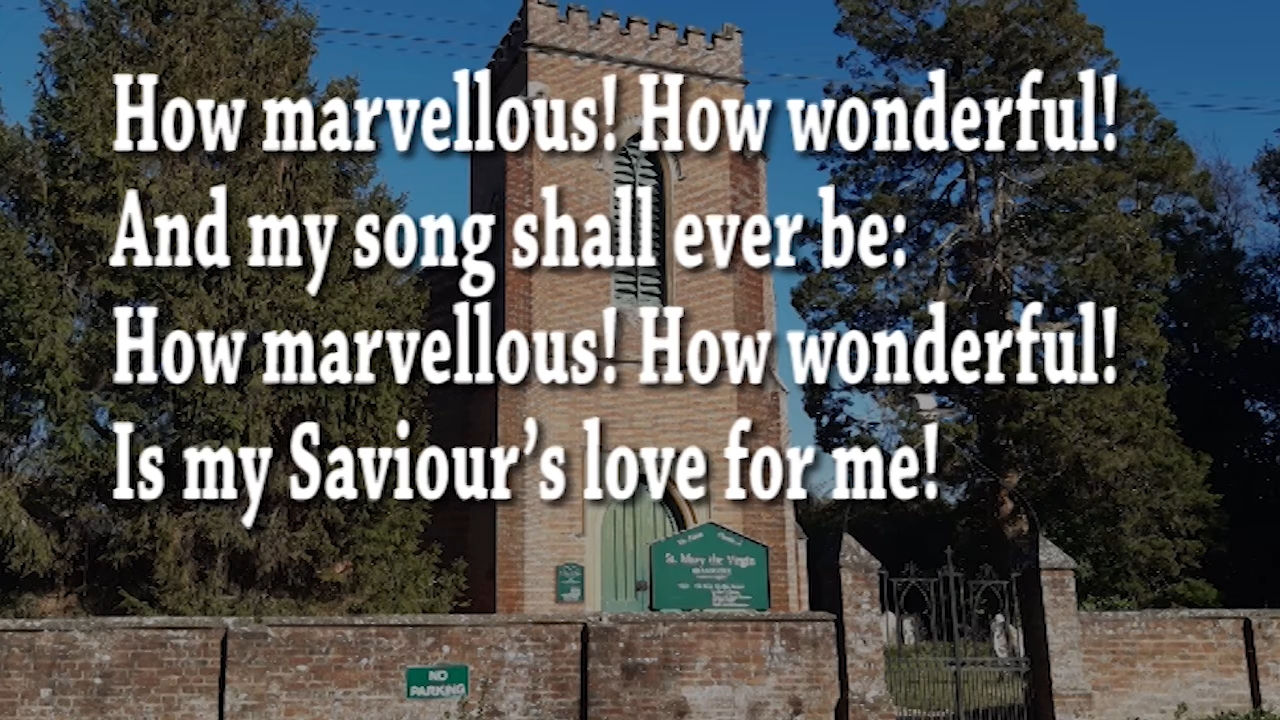 How marvellous! How wonderful!
And my song shall ever be:
How marvellous! How wonderful!
Is my Saviour’s love for me!
St. Mary the Virgin
NO
PARKING